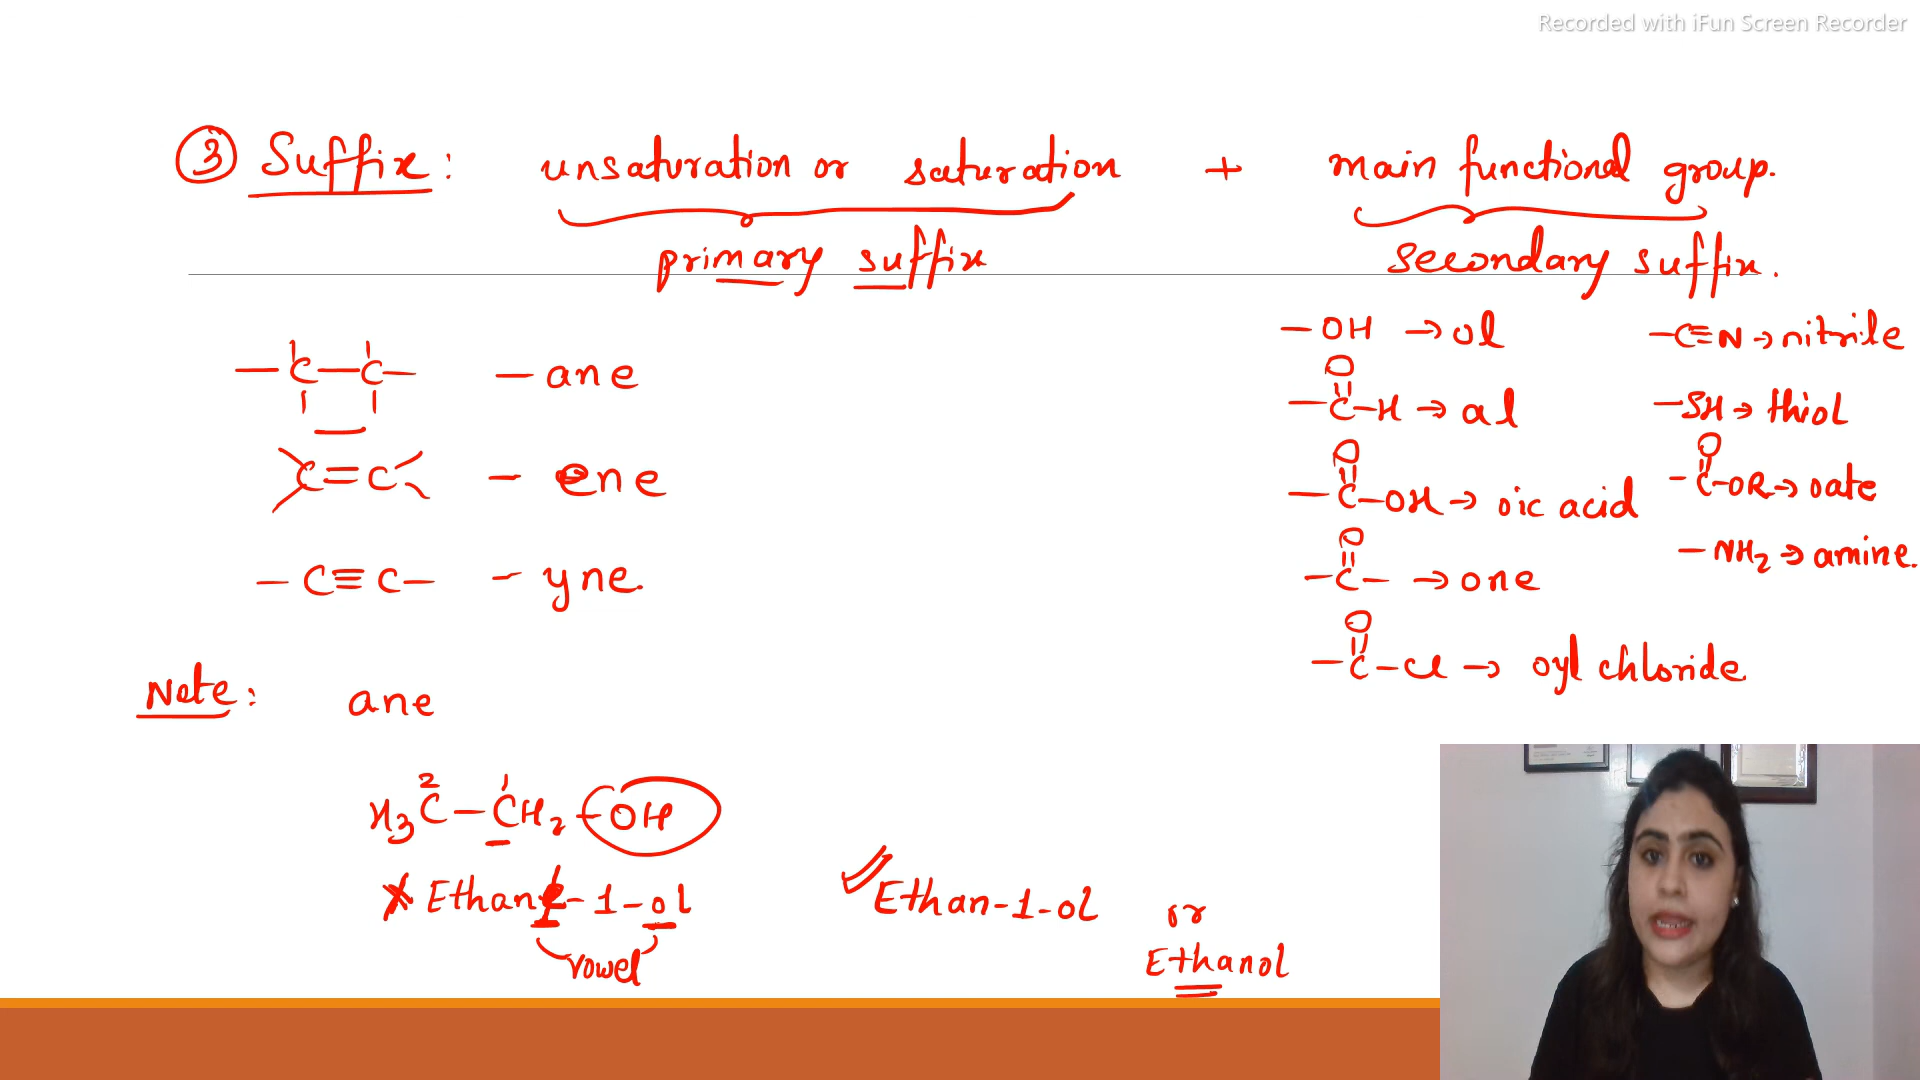 Recorded with iFun Screen Recorder
③ Suffix: unsaturation or saturation + main functional group.
primary suffix secondary suffix.
-C-C- - ane
C=C - ene
-C≡C- - yne.
-OH → ol
O
-C-H → al
O
-C-OH → oic acid
O
-C- → one
O
-C-Cl → oyl chloride
-C≡N → nitrile
-SH → thiol
O
-C-OR → oate
-NH2 → amine.
Note: ane
2 1
H3C-CH2-OH
✗ Ethane-1-ol
vowel
✓ Ethan-1-ol or
Ethanol